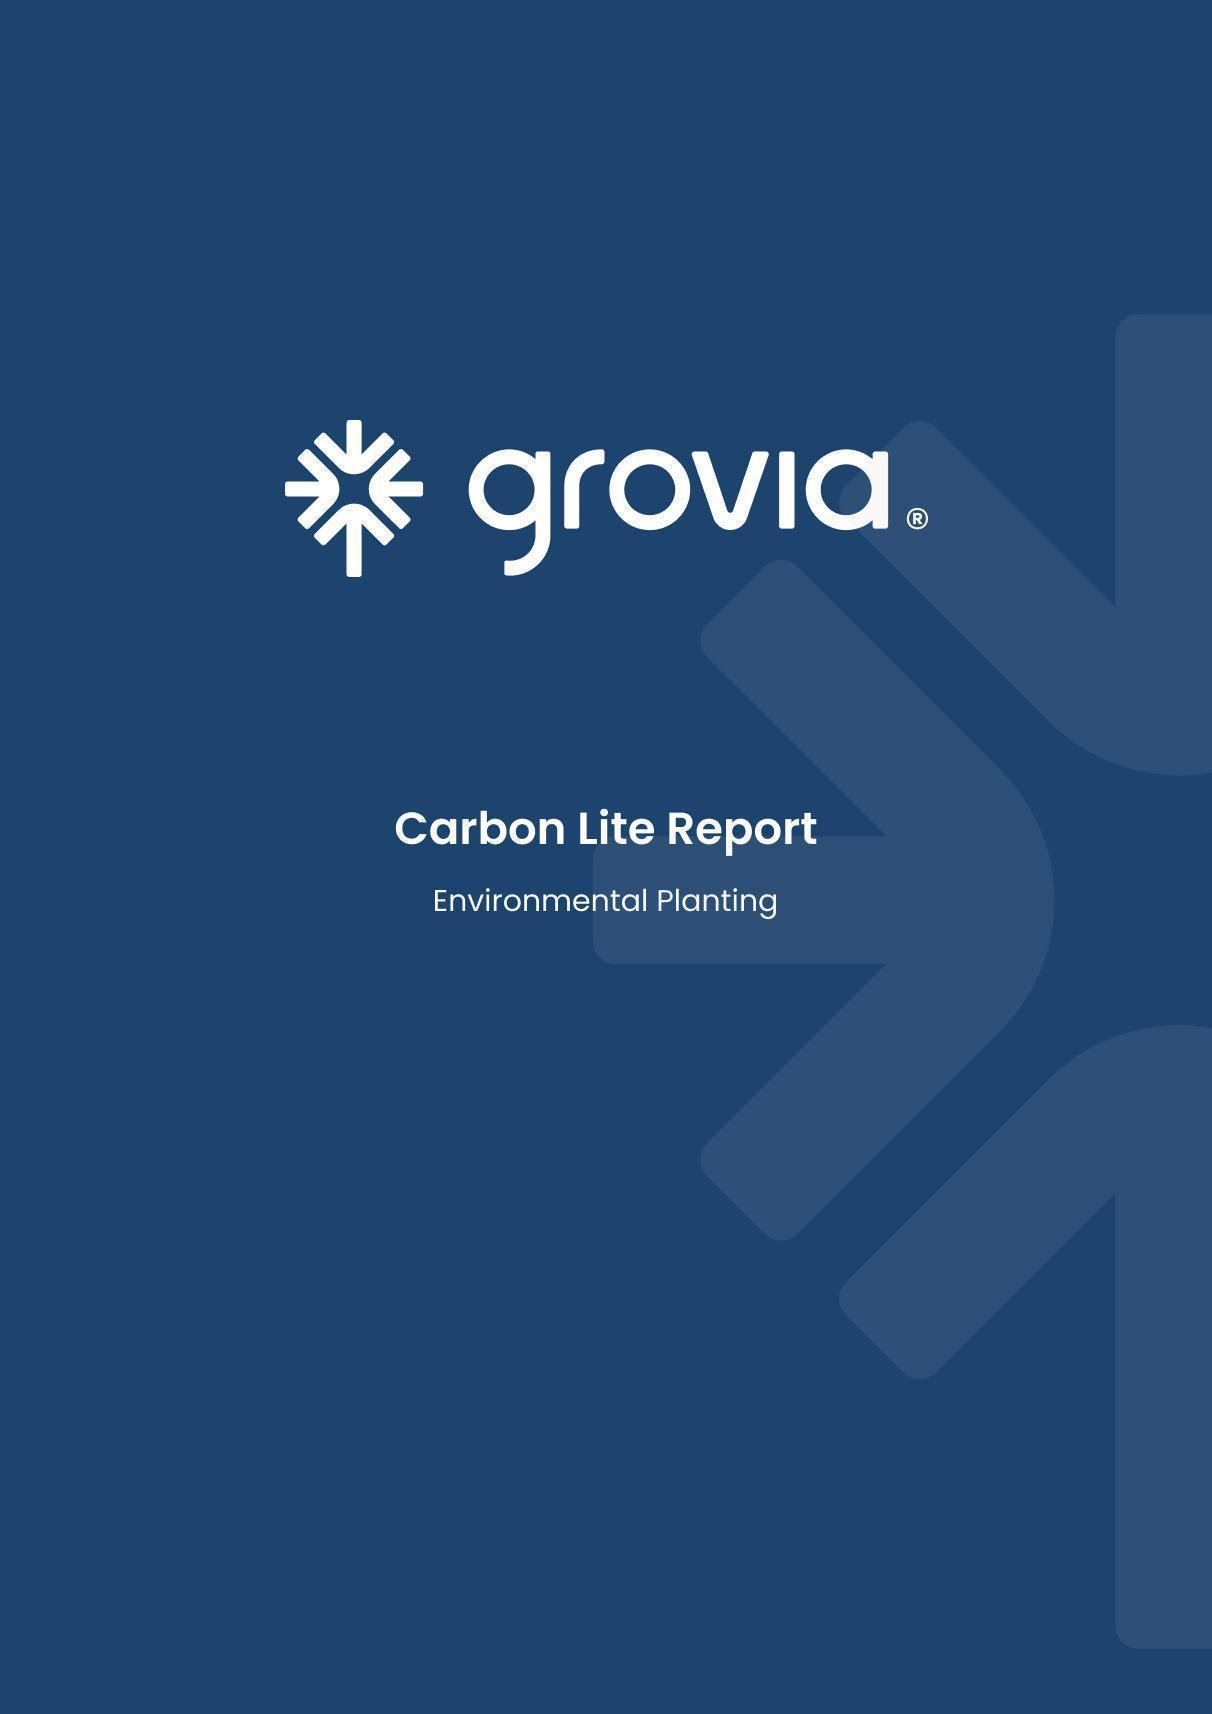 grovia ®
Carbon Lite Report
Environmental Planting